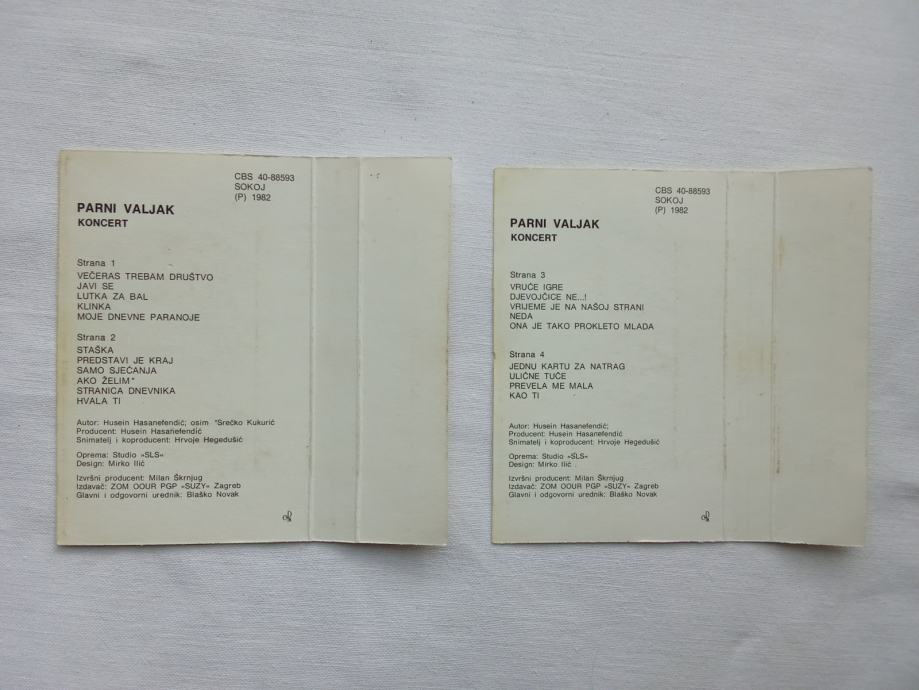 CBS 40-88593
SOKOJ
(P) 1982
PARNI VALJAK
KONCERT
Strana 1
VEČERAS TREBAM DRUŠTVO
JAVI SE
LUTKA ZA BAL
KLINKA
MOJE DNEVNE PARANOJE
Strana 2
STAŠKA
PREDSTAVI JE KRAJ
SAMO SJEĆANJA
AKO ŽELIM*
STRANICA DNEVNIKA
HVALA TI
Autor: Husein Hasanefendić; osim *Srećko Kukurić
Producent: Husein Hasanefendić
Snimatelj i koproducent: Hrvoje Hegedušić
Oprema: Studio »SLS«
Design: Mirko Ilić
Izvršni producent: Milan Škrnjug
Izdavač: ZOM OOUR PGP »SUZY« Zagreb
Glavni i odgovorni urednik: Blaško Novak
CBS 40-88593
SOKOJ
(P) 1982
PARNI VALJAK
KONCERT
Strana 3
VRUĆE IGRE
DJEVOJČICE NE...!
VRIJEME JE NA NAŠOJ STRANI
NEDA
ONA JE TAKO PROKLETO MLADA
Strana 4
JEDNU KARTU ZA NATRAG
ULIČNE TUČE
PREVELA ME MALA
KAO TI
Autor: Husein Hasanefendić;
Producent: Husein Hasanefendić
Snimatelj i koproducent: Hrvoje Hegedušić
Oprema: Studio »SLS«
Design: Mirko Ilić
Izvršni producent: Milan Škrnjug
Izdavač: ZOM OOUR PGP »SUZY« Zagreb
Glavni i odgovorni urednik: Blaško Novak